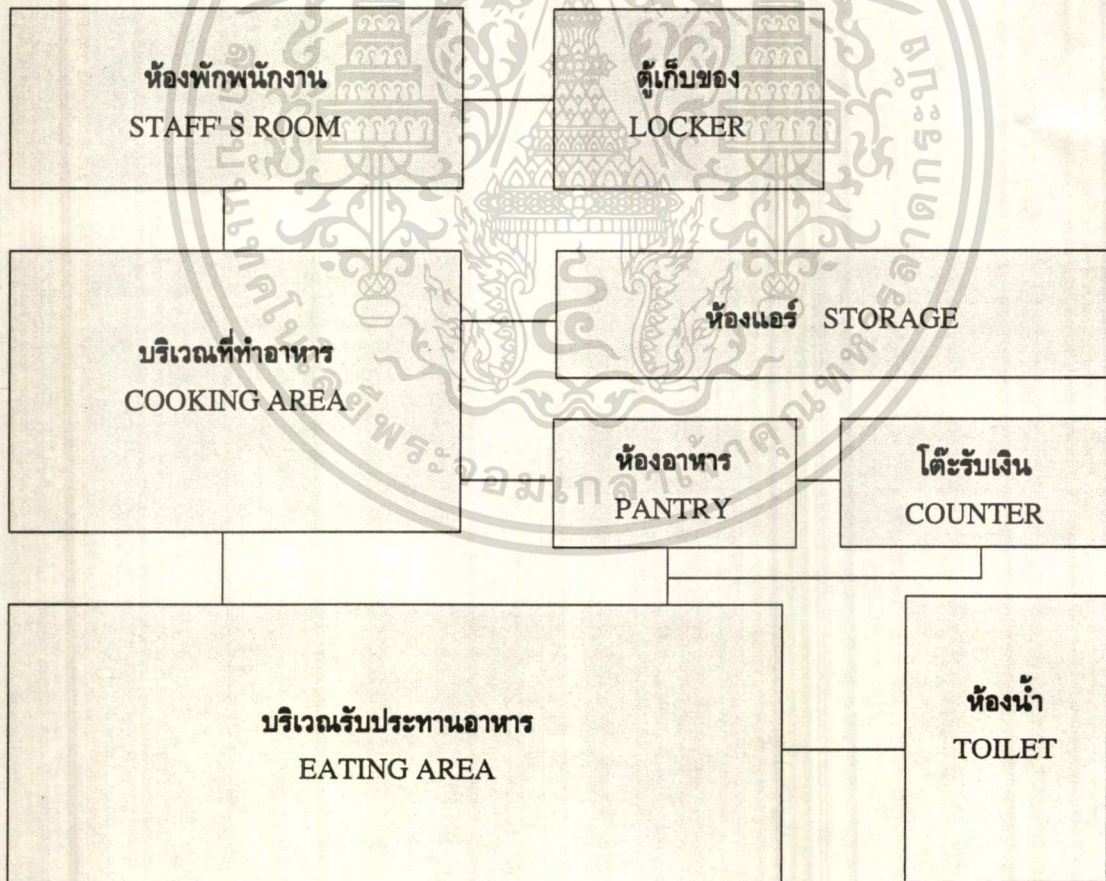 ห้องพักพนักงาน
STAFF' S ROOM
ตู้เก็บของ
LOCKER
บริเวณที่ทำอาหาร
COOKING AREA
ห้องแอร์ STORAGE
ห้องอาหาร
PANTRY
โต๊ะรับเงิน
COUNTER
บริเวณรับประทานอาหาร
EATING AREA
ห้องน้ำ
TOILET